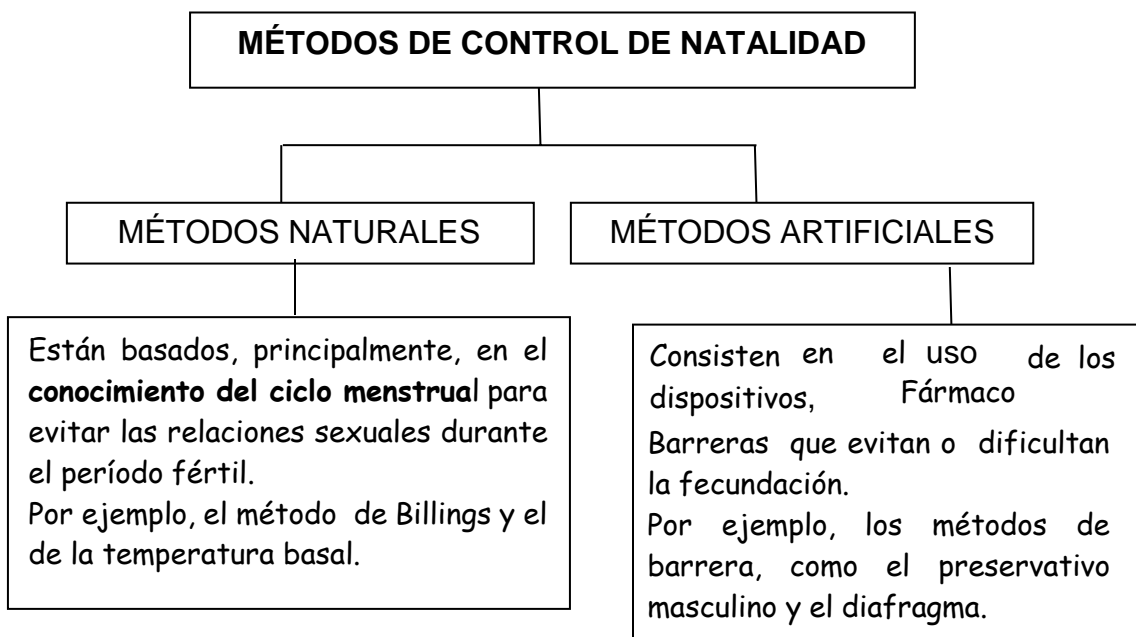 MÉTODOS DE CONTROL DE NATALIDAD
MÉTODOS NATURALES
MÉTODOS ARTIFICIALES
Están basados, principalmente, en el
conocimiento del ciclo menstrual para
evitar las relaciones sexuales durante
el período fértil.
Por ejemplo, el método de Billings y el
de la temperatura basal.
Consisten en el uso de los
dispositivos, Fármaco
Barreras que evitan o dificultan
la fecundación.
Por ejemplo, los métodos de
barrera, como el preservativo
masculino y el diafragma.